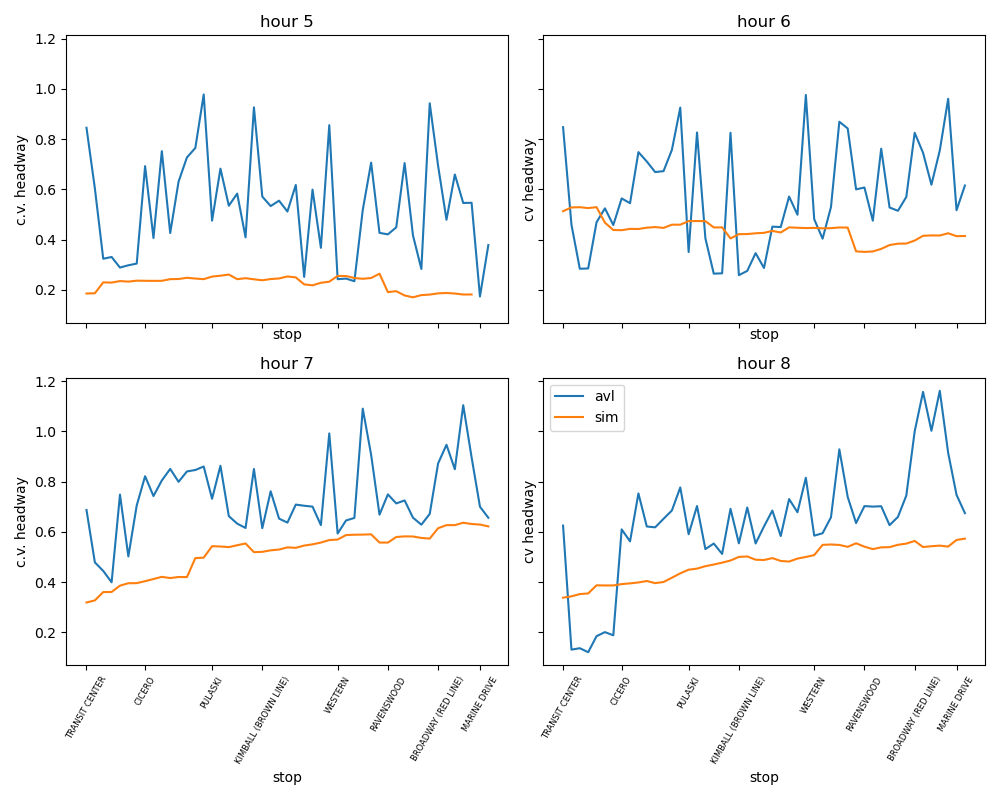 hour 5
hour 6
1.2
1.0
0.8
0.6
0.4
0.2
c.v. headway
cv headway
stop
stop
hour 7
hour 8
1.2
1.0
0.8
0.6
0.4
0.2
c.v. headway
cv headway
avl
sim
TRANSIT CENTER
CICERO
PULASKI
KIMBALL (BROWN LINE)
WESTERN
RAVENSWOOD
BROADWAY (RED LINE)
MARINE DRIVE
TRANSIT CENTER
CICERO
PULASKI
KIMBALL (BROWN LINE)
WESTERN
RAVENSWOOD
BROADWAY (RED LINE)
MARINE DRIVE
stop
stop